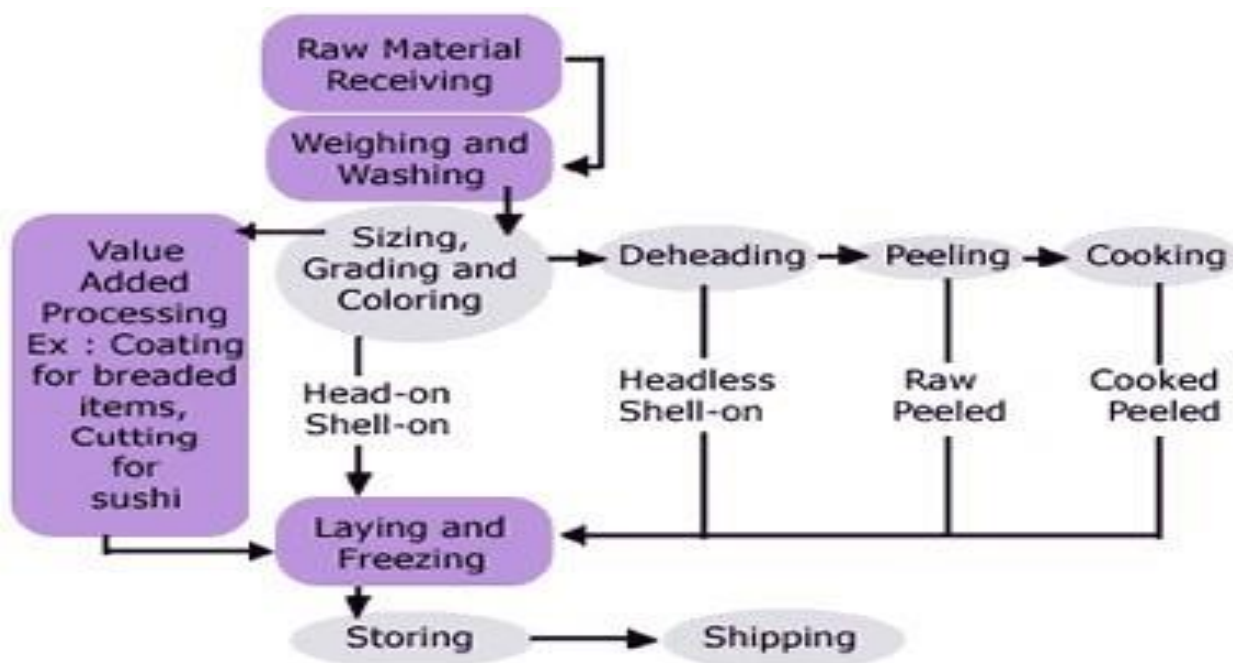 Raw Material
Receiving
Weighing and
Washing
Sizing,
Grading and
Coloring
Deheading
Peeling
Cooking
Value
Added
Processing
Ex : Coating
for breaded
items,
Cutting
for
sushi
Head-on
Shell-on
Headless
Shell-on
Raw
Peeled
Cooked
Peeled
Laying and
Freezing
Storing
Shipping